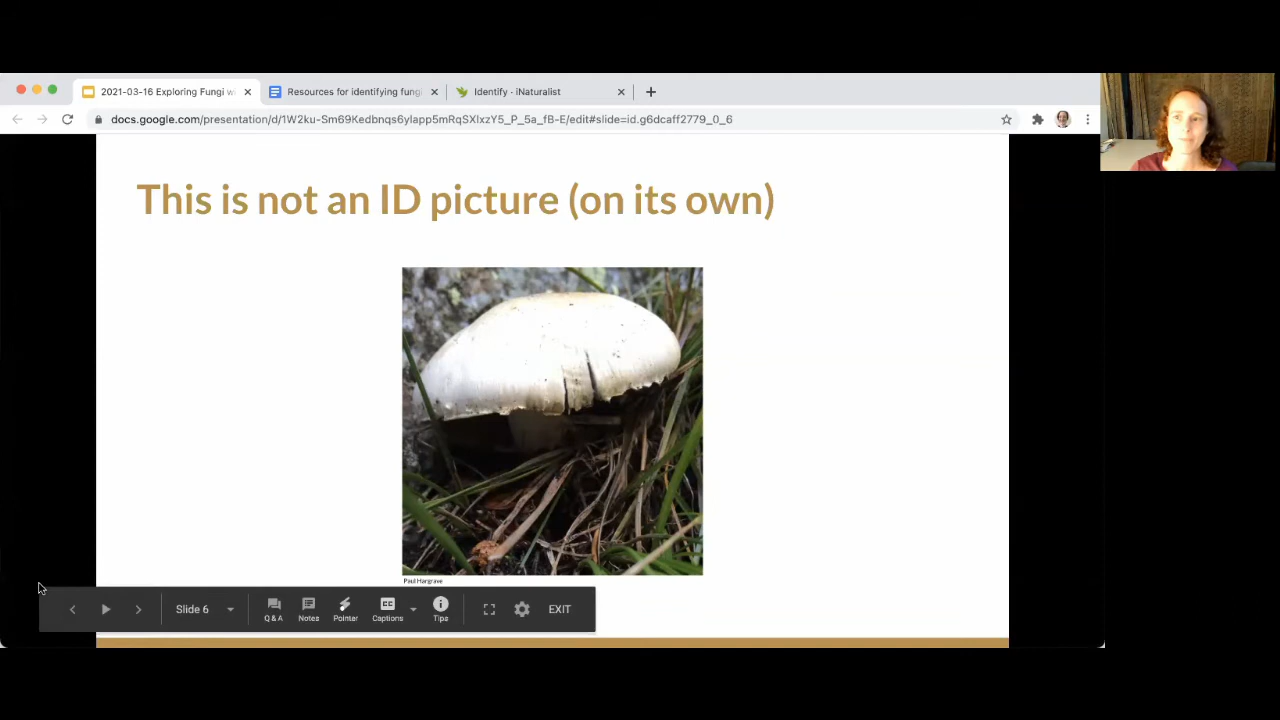 2021-03-16 Exploring Fungi w
Resources for identifying fungi
Identify · iNaturalist
docs.google.com/presentation/d/1W2ku-Sm69Kedbnqs6ylapp5mRqSXlxzY5_P_5a_fB-E/edit#slide=id.g6dcaff2779_0_6
This is not an ID picture (on its own)
Paul Hargrave
Slide 6
Q & A
Notes
Pointer
CC
Captions
Tips
EXIT